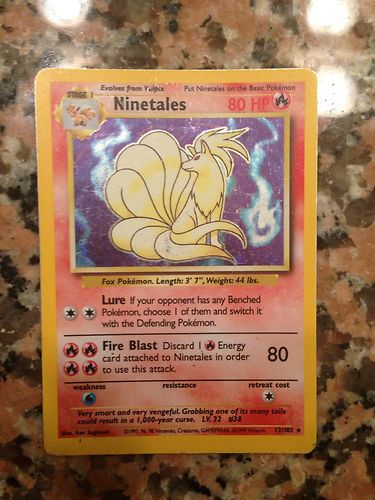 STAGE 1
Evolves from Vulpix
Put Ninetales on the Basic Pokémon
Ninetales
80 HP
Fox Pokémon. Length: 3' 7", Weight: 44 lbs.
Lure If your opponent has any Benched
Pokémon, choose 1 of them and switch it
with the Defending Pokémon.
Fire Blast Discard 1 Energy
card attached to Ninetales in order
to use this attack.
80
weakness
resistance
retreat cost
Very smart and very vengeful. Grabbing one of its many tails
could result in a 1,000-year curse. LV. 32 #38
Illus. Ken Sugimori
©1995, 96, 98 Nintendo, Creatures, GAMEFREAK. ©1999 Wizards.
12/102